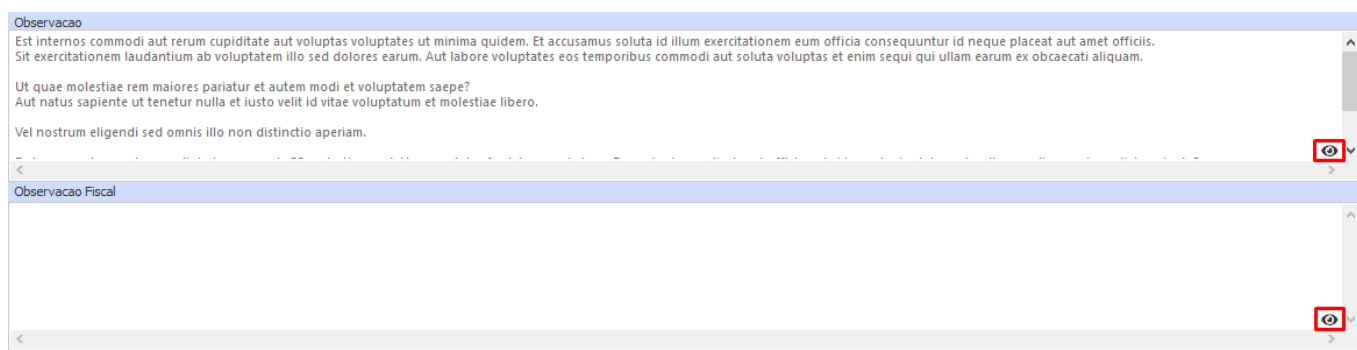 Observacao
Est internos commodi aut rerum cupiditate aut voluptas voluptates ut minima quidem. Et accusamus soluta id illum exercitationem eum officia consequuntur id neque placeat aut amet officiis.
Sit exercitationem laudantium ab voluptatem illo sed dolores earum. Aut labore voluptates eos temporibus commodi aut soluta voluptas et enim sequi qui ullam earum ex obcaecati aliquam.
Ut quae molestiae rem maiores pariatur et autem modi et voluptatem saepe?
Aut natus sapiente ut tenetur nulla et iusto velit id vitae voluptatum et molestiae libero.
Vel nostrum eligendi sed omnis illo non distinctio aperiam.
Observacao Fiscal